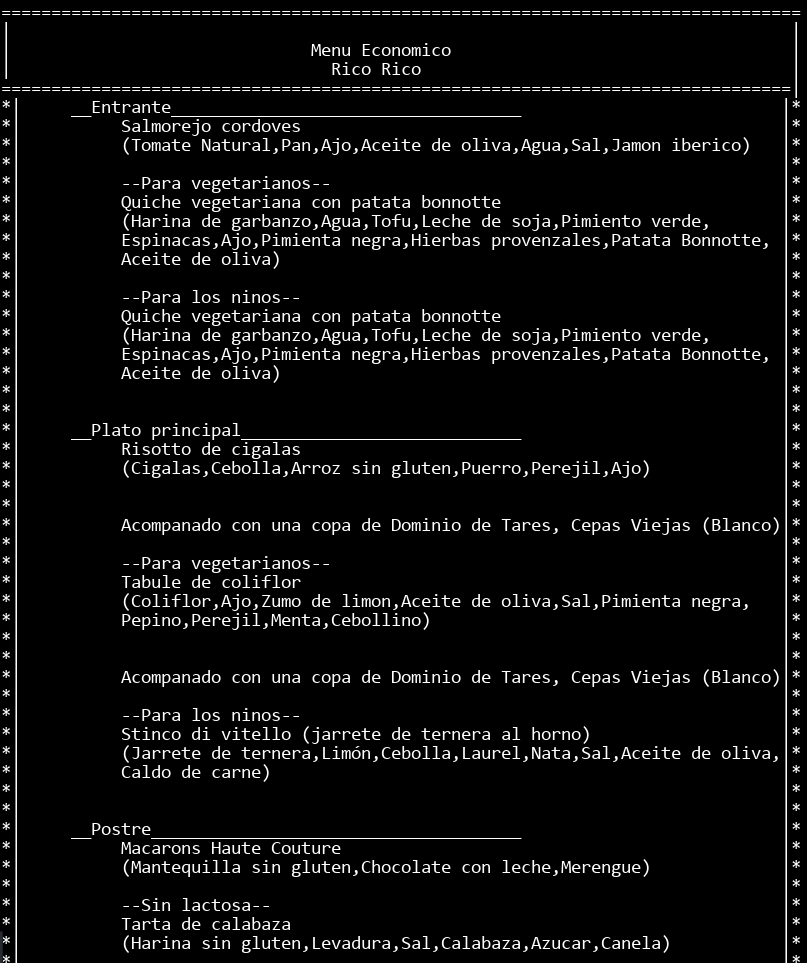 Menu Economico
Rico Rico
__Entrante___________________________________
Salmorejo cordoves
(Tomate Natural,Pan,Ajo,Aceite de oliva,Agua,Sal,Jamon iberico)
--Para vegetarianos--
Quiche vegetariana con patata bonnotte
(Harina de garbanzo,Agua,Tofu,Leche de soja,Pimiento verde,
Espinacas,Ajo,Pimienta negra,Hierbas provenzales,Patata Bonnotte,
Aceite de oliva)
--Para los ninos--
Quiche vegetariana con patata bonnotte
(Harina de garbanzo,Agua,Tofu,Leche de soja,Pimiento verde,
Espinacas,Ajo,Pimienta negra,Hierbas provenzales,Patata Bonnotte,
Aceite de oliva)
__Plato principal____________________________
Risotto de cigalas
(Cigalas,Cebolla,Arroz sin gluten,Puerro,Perejil,Ajo)
Acompanado con una copa de Dominio de Tares, Cepas Viejas (Blanco)
--Para vegetarianos--
Tabule de coliflor
(Coliflor,Ajo,Zumo de limon,Aceite de oliva,Sal,Pimienta negra,
Pepino,Perejil,Menta,Cebollino)
Acompanado con una copa de Dominio de Tares, Cepas Viejas (Blanco)
--Para los ninos--
Stinco di vitello (jarrete de ternera al horno)
(Jarrete de ternera,Limón,Cebolla,Laurel,Nata,Sal,Aceite de oliva,
Caldo de carne)
__Postre_____________________________________
Macarons Haute Couture
(Mantequilla sin gluten,Chocolate con leche,Merengue)
--Sin lactosa--
Tarta de calabaza
(Harina sin gluten,Levadura,Sal,Calabaza,Azucar,Canela)